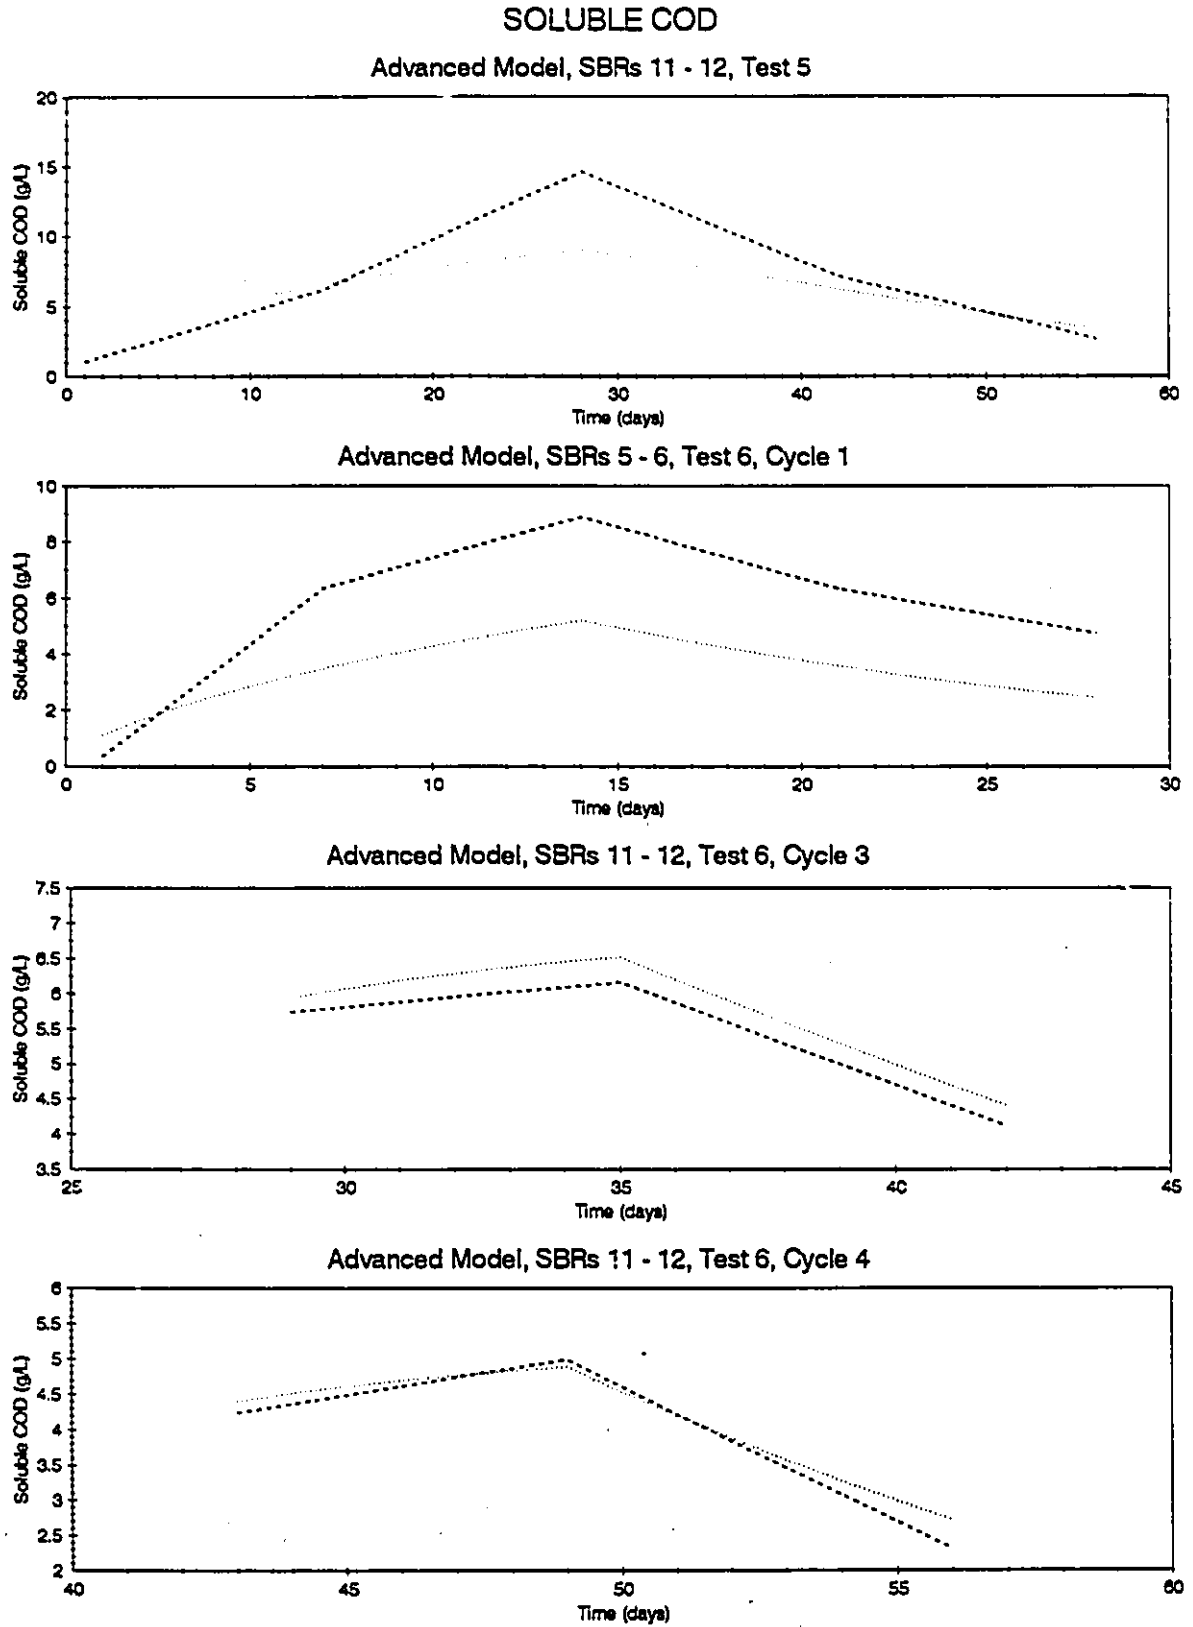 SOLUBLE COD
Advanced Model, SBRs 11 - 12, Test 5
20
15
10
5
0
Soluble COD (g/L)
0 10 20 30 40 50 60
Time (days)
Advanced Model, SBRs 5 - 6, Test 6, Cycle 1
10
8
6
4
2
0
Soluble COD (g/L)
0 5 10 15 20 25 30
Time (days)
Advanced Model, SBRs 11 - 12, Test 6, Cycle 3
7.5
7
6.5
6
5.5
5
4.5
4
3.5
Soluble COD (g/L)
25 30 35 40 45
Time (days)
Advanced Model, SBRs 11 - 12, Test 6, Cycle 4
6
5.5
5
4.5
4
3.5
3
2.5
2
Soluble COD (g/L)
40 45 50 55 60
Time (days)